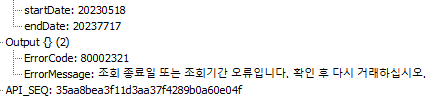 startDate: 20230518
endDate: 20237717
Output {} (2)
ErrorCode: 80002321
ErrorMessage: 조회 종료일 또는 조회기간 오류입니다. 확인 후 다시 거래하십시오.
API_SEQ: 35aa8bea3f11d3aa37f4289b0a60e04f